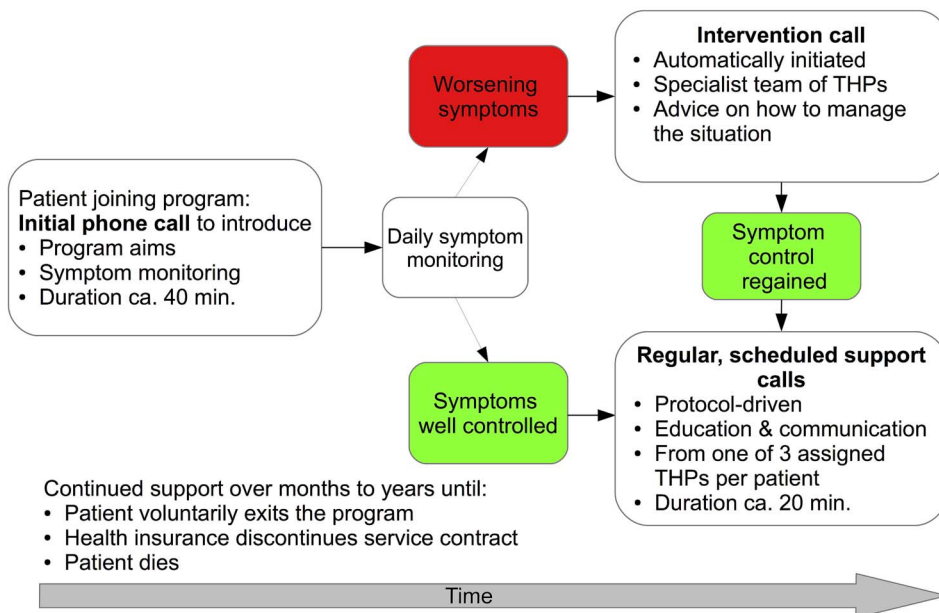 Patient joining program:
Initial phone call to introduce
• Program aims
• Symptom monitoring
• Duration ca. 40 min.
Daily symptom
monitoring
Worsening
symptoms
Intervention call
• Automatically initiated
• Specialist team of THPs
• Advice on how to manage
the situation
Symptom
control
regained
Symptoms
well controlled
Regular, scheduled support
calls
• Protocol-driven
• Education & communication
• From one of 3 assigned
THPs per patient
• Duration ca. 20 min.
Continued support over months to years until:
• Patient voluntarily exits the program
• Health insurance discontinues service contract
• Patient dies
Time